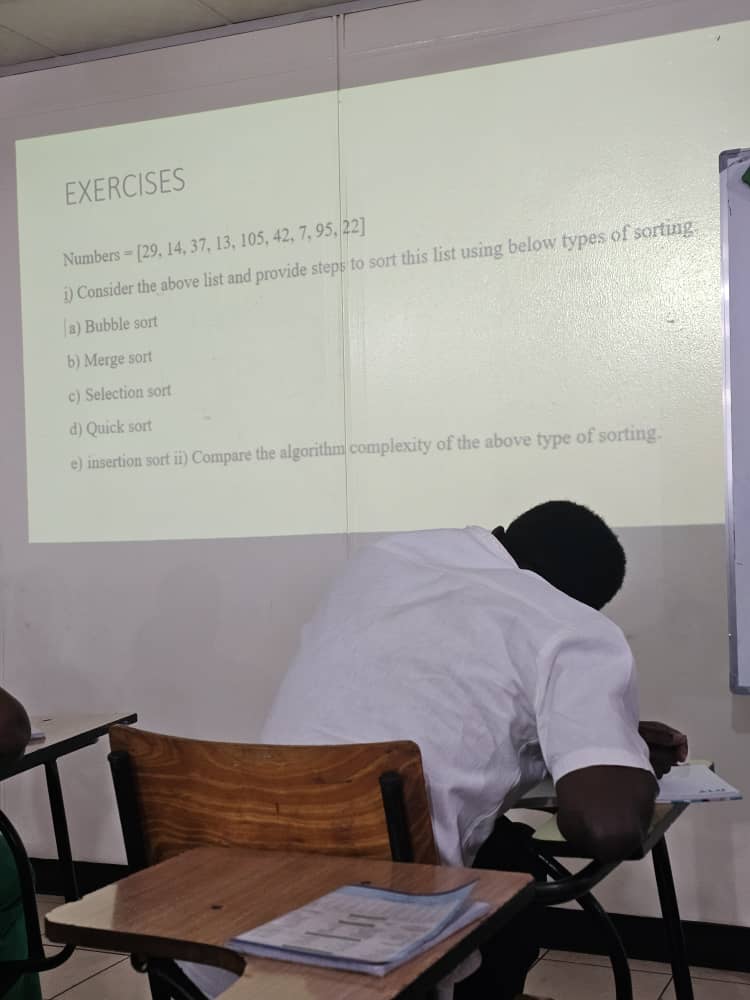 EXERCISES
Numbers = [29, 14, 37, 13, 105, 42, 7, 95, 22]
i) Consider the above list and provide steps to sort this list using below types of sorting.
a) Bubble sort
b) Merge sort
c) Selection sort
d) Quick sort
e) insertion sort ii) Compare the algorithm complexity of the above type of sorting.